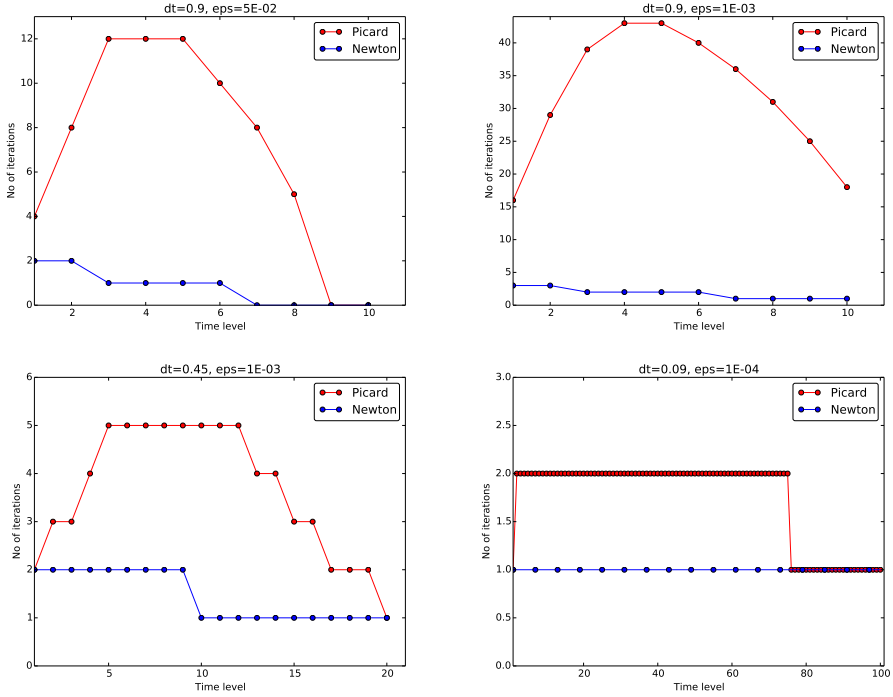 dt=0.9, eps=5E-02
12
10
8
6
4
2
0
2
4
6
8
10
No of iterations
Time level
Picard
Newton
dt=0.9, eps=1E-03
40
35
30
25
20
15
10
5
0
2
4
6
8
10
No of iterations
Time level
Picard
Newton
dt=0.45, eps=1E-03
6
5
4
3
2
1
0
5
10
15
20
No of iterations
Time level
Picard
Newton
dt=0.09, eps=1E-04
3.0
2.5
2.0
1.5
1.0
0.5
0.0
20
40
60
80
100
No of iterations
Time level
Picard
Newton